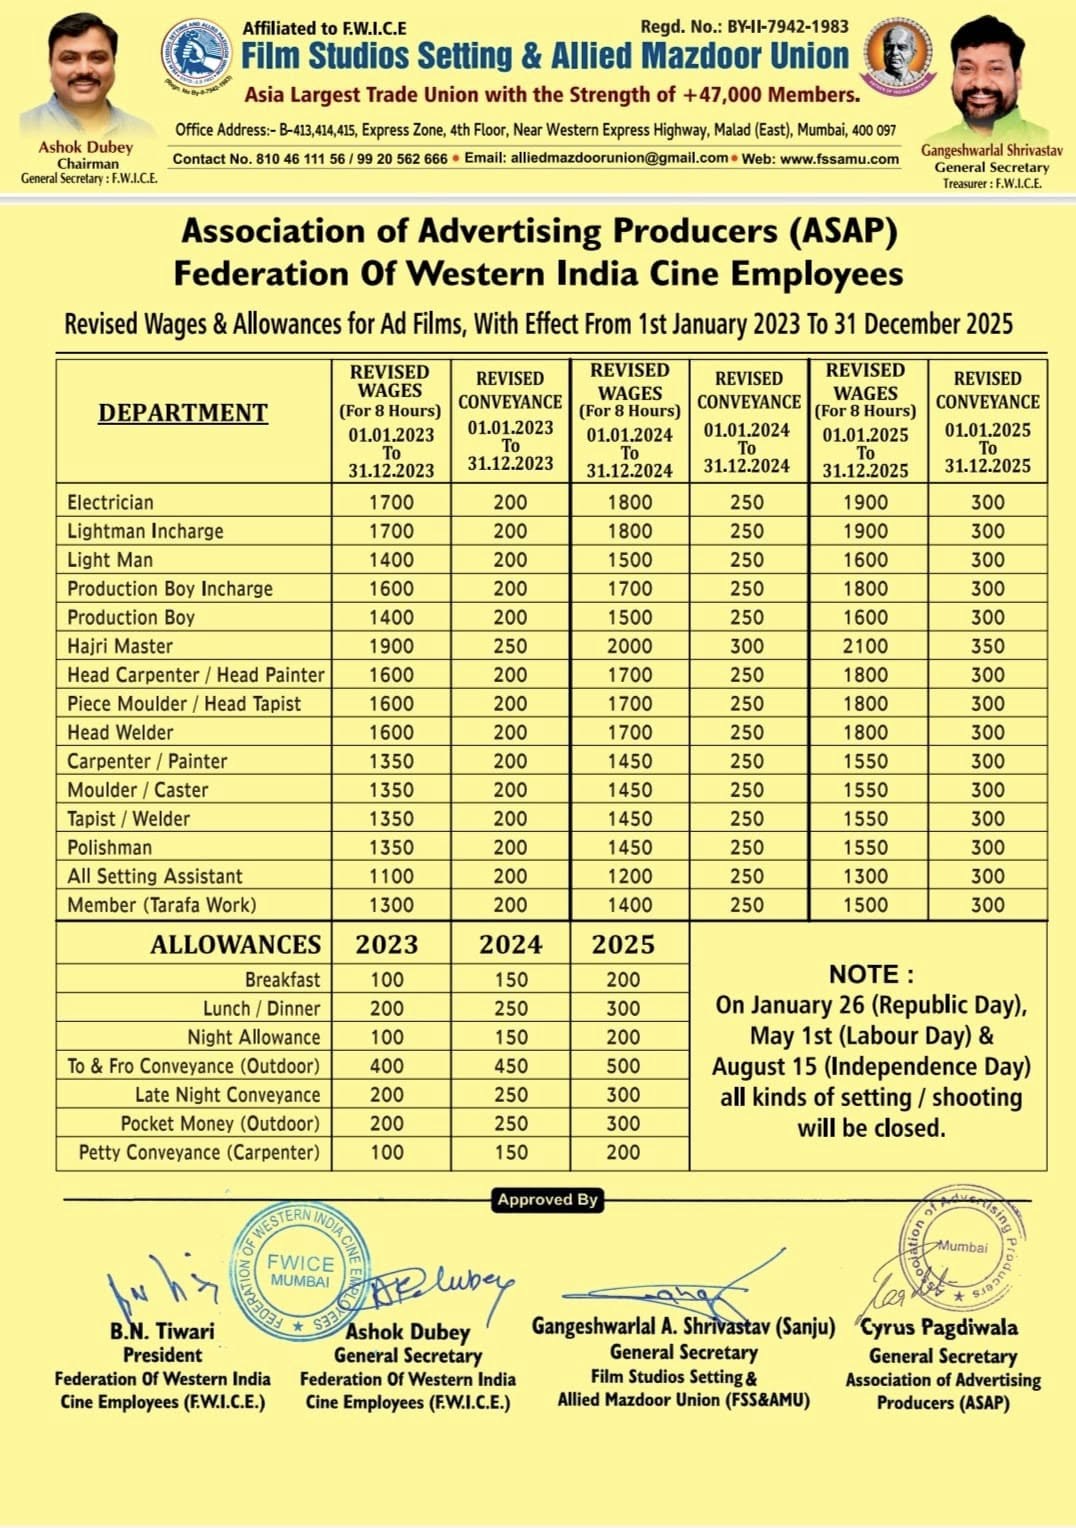 Affiliated to F.W.I.C.E
Regd. No.: BY-II-7942-1983
Film Studios Setting & Allied Mazdoor Union
Asia Largest Trade Union with the Strength of +47,000 Members.
Office Address:- B-413,414,415, Express Zone, 4th Floor, Near Western Express Highway, Malad (East), Mumbai, 400 097
Contact No. 810 46 111 56 / 99 20 562 666 • Email: alliedmazdoorunion@gmail.com • Web: www.fssamu.com
Ashok Dubey
Chairman
General Secretary : F.W.I.C.E.
Gangeshwarlal Shrivastav
General Secretary
Treasurer : F.W.I.C.E.
Association of Advertising Producers (ASAP)
Federation Of Western India Cine Employees
Revised Wages & Allowances for Ad Films, With Effect From 1st January 2023 To 31 December 2025
DEPARTMENT
REVISED WAGES (For 8 Hours) 01.01.2023 To 31.12.2023
REVISED CONVEYANCE 01.01.2023 To 31.12.2023
REVISED WAGES (For 8 Hours) 01.01.2024 To 31.12.2024
REVISED CONVEYANCE 01.01.2024 To 31.12.2024
REVISED WAGES (For 8 Hours) 01.01.2025 To 31.12.2025
REVISED CONVEYANCE 01.01.2025 To 31.12.2025
Electrician 1700 200 1800 250 1900 300
Lightman Incharge 1700 200 1800 250 1900 300
Light Man 1400 200 1500 250 1600 300
Production Boy Incharge 1600 200 1700 250 1800 300
Production Boy 1400 200 1500 250 1600 300
Hajri Master 1900 250 2000 300 2100 350
Head Carpenter / Head Painter 1600 200 1700 250 1800 300
Piece Moulder / Head Tapist 1600 200 1700 250 1800 300
Head Welder 1600 200 1700 250 1800 300
Carpenter / Painter 1350 200 1450 250 1550 300
Moulder / Caster 1350 200 1450 250 1550 300
Tapist / Welder 1350 200 1450 250 1550 300
Polishman 1350 200 1450 250 1550 300
All Setting Assistant 1100 200 1200 250 1300 300
Member (Tarafa Work) 1300 200 1400 250 1500 300
ALLOWANCES 2023 2024 2025
Breakfast 100 150 200
Lunch / Dinner 200 250 300
Night Allowance 100 150 200
To & Fro Conveyance (Outdoor) 400 450 500
Late Night Conveyance 200 250 300
Pocket Money (Outdoor) 200 250 300
Petty Conveyance (Carpenter) 100 150 200
NOTE :
On January 26 (Republic Day),
May 1st (Labour Day) &
August 15 (Independence Day)
all kinds of setting / shooting
will be closed.
Approved By
FEDERATION OF WESTERN INDIA CINE EMPLOYEES
FWICE
MUMBAI
Association of Advertising Producers
Mumbai
B.N. Tiwari
President
Federation Of Western India
Cine Employees (F.W.I.C.E.)
Ashok Dubey
General Secretary
Federation Of Western India
Cine Employees (F.W.I.C.E.)
Gangeshwarlal A. Shrivastav (Sanju)
General Secretary
Film Studios Setting &
Allied Mazdoor Union (FSS&AMU)
Cyrus Pagdiwala
General Secretary
Association of Advertising
Producers (ASAP)